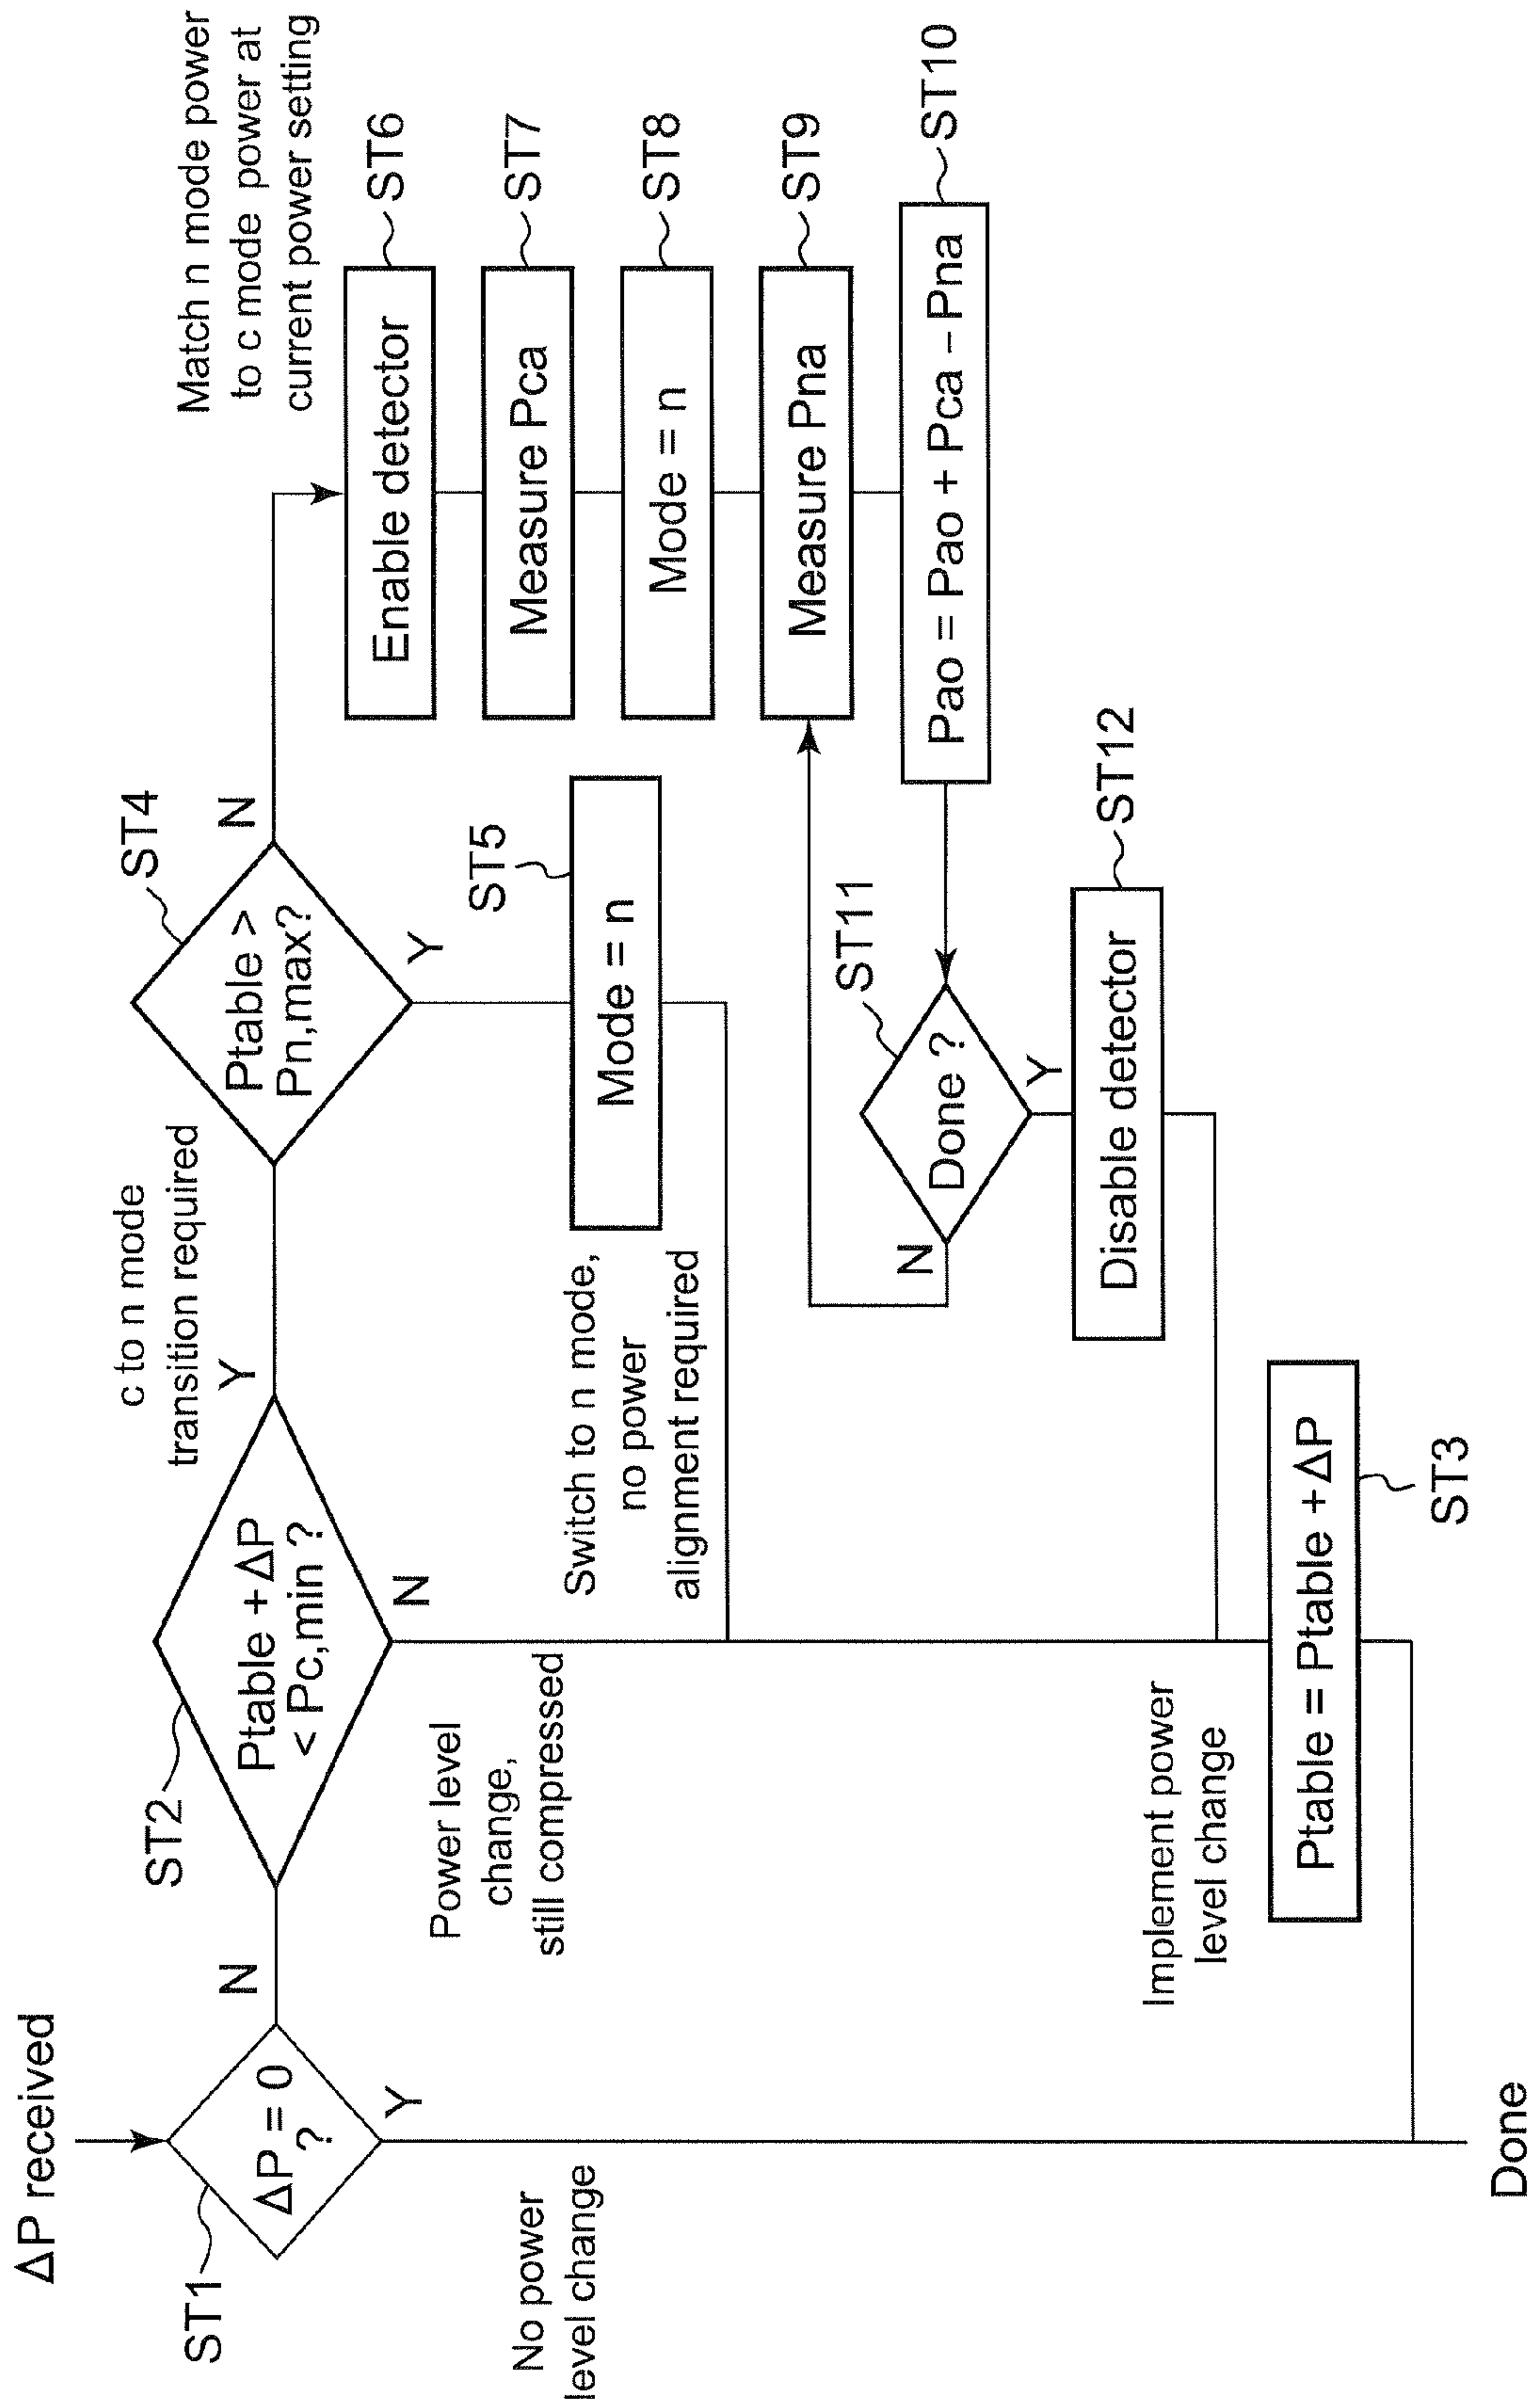 ΔP received
ST1
ΔP = 0
?
N
Y
No power
level change
ST2
Ptable + ΔP
< Pc,min ?
Y
N
Power level
change,
still compressed
c to n mode
transition required
ST4
Ptable >
Pn,max?
N
Y
ST5
Mode = n
Switch to n mode,
no power
alignment required
Match n mode power
to c mode power at
current power setting
Enable detector
ST6
Measure Pca
ST7
Mode = n
ST8
Measure Pna
ST9
Pao = Pao + Pca – Pna
ST10
ST11
Done ?
N
Y
Disable detector
ST12
Implement power
level change
Ptable = Ptable + ΔP
ST3
Done